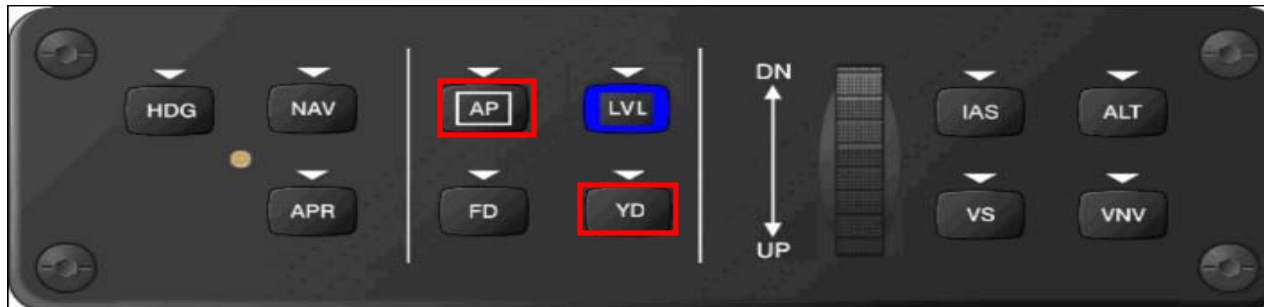 HDG
NAV
APR
AP
LVL
FD
YD
DN
UP
IAS
ALT
VS
VNV